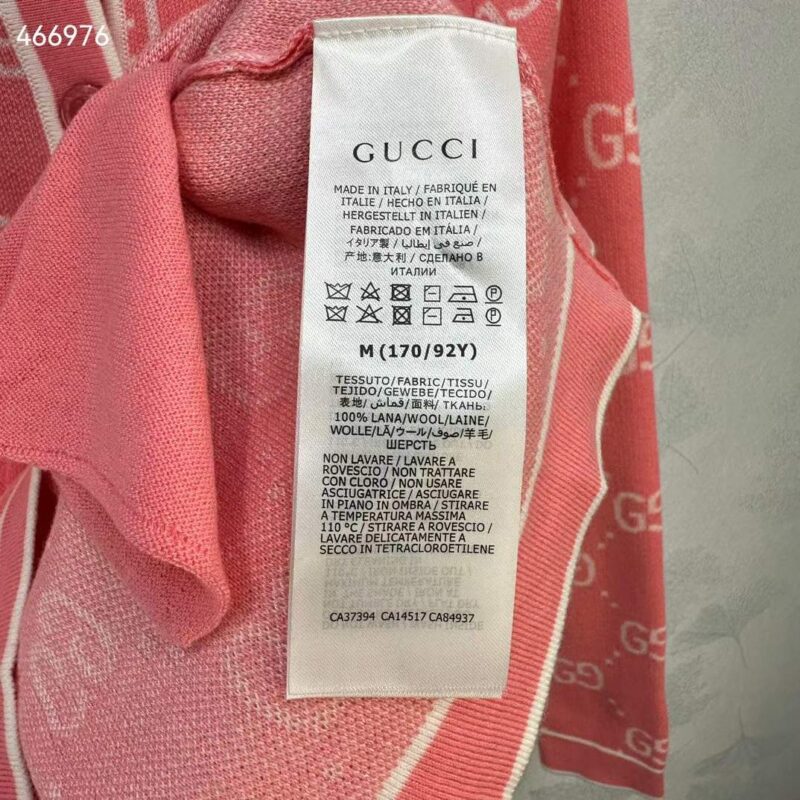 466976
GUCCI
MADE IN ITALY / FABRIQUÉ EN
ITALIE / HECHO EN ITALIA /
HERGESTELLT IN ITALIEN /
FABRICADO EM ITÁLIA /
イタリア製 / صنع في إيطاليا /
产地:意大利 / СДЕЛАНО В
ИТАЛИИ
M (170/92Y)
TESSUTO/FABRIC/TISSU/
TEJIDO/GEWEBE/TECIDO/
表地/ قماش/ 面料/ ТКАНЬ:
100% LANA/WOOL/LAINE/
WOLLE/LÃ/ウール/صوف/羊毛/
ШЕРСТЬ
NON LAVARE / LAVARE A
ROVESCIO / NON TRATTARE
CON CLORO / NON USARE
ASCIUGATRICE / ASCIUGARE
IN PIANO IN OMBRA / STIRARE
A TEMPERATURA MASSIMA
110 °C / STIRARE A ROVESCIO /
LAVARE DELICATAMENTE A
SECCO IN TETRACLOROETILENE
CA37394 CA14517 CA84937